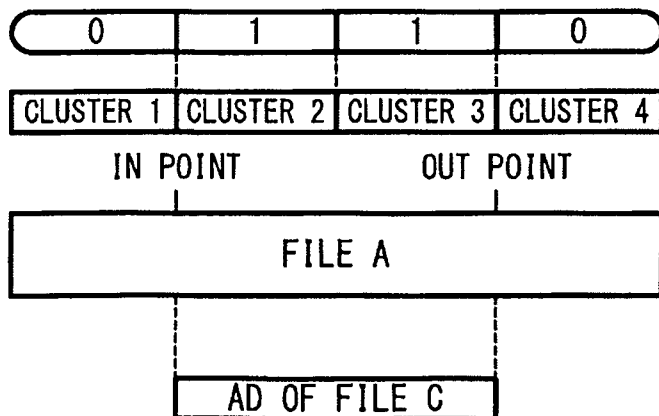 0 1 1 0
CLUSTER 1 CLUSTER 2 CLUSTER 3 CLUSTER 4
IN POINT OUT POINT
FILE A
AD OF FILE C